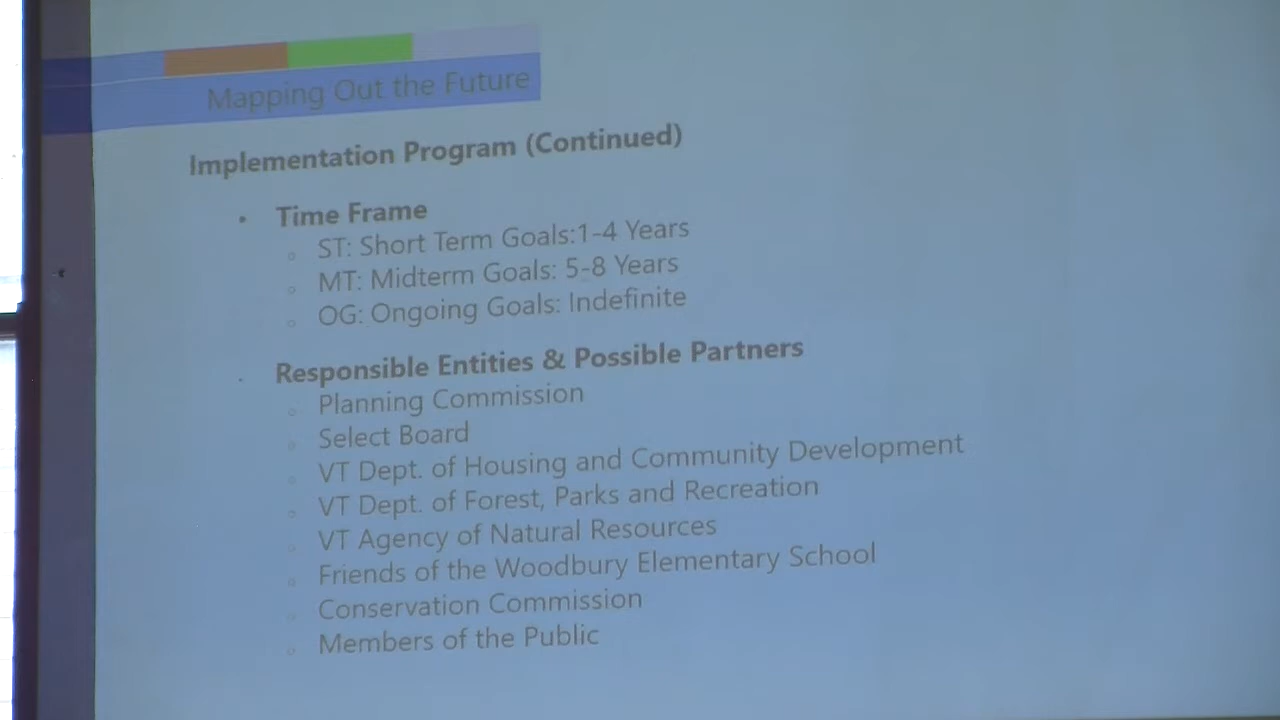 Mapping Out the Future
Implementation Program (Continued)
• Time Frame
○ ST: Short Term Goals:1-4 Years
○ MT: Midterm Goals: 5-8 Years
○ OG: Ongoing Goals: Indefinite
• Responsible Entities & Possible Partners
○ Planning Commission
○ Select Board
○ VT Dept. of Housing and Community Development
○ VT Dept. of Forest, Parks and Recreation
○ VT Agency of Natural Resources
○ Friends of the Woodbury Elementary School
○ Conservation Commission
○ Members of the Public